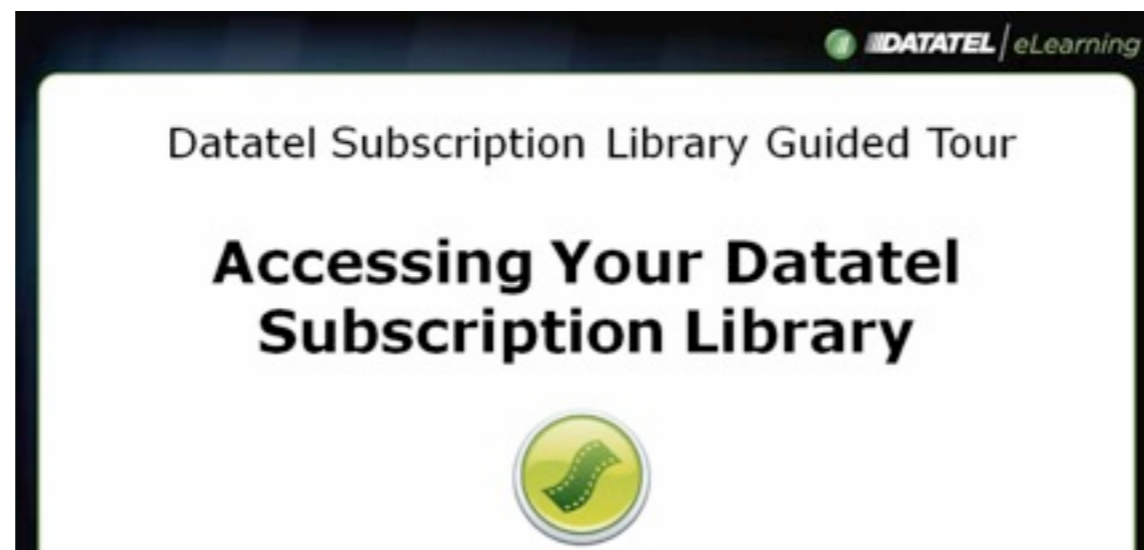 DATATEL | eLearning
Datatel Subscription Library Guided Tour
Accessing Your Datatel
Subscription Library